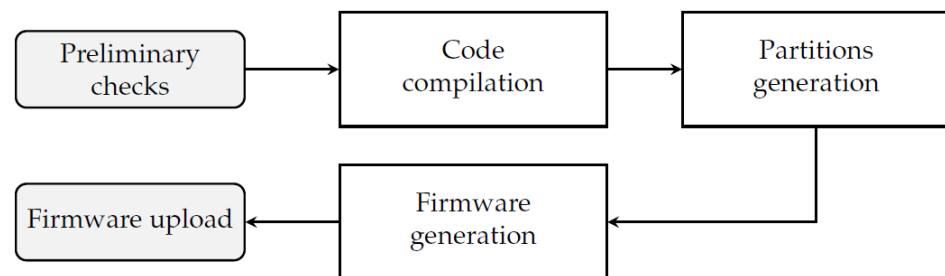 Preliminary
checks
Code
compilation
Partitions
generation
Firmware upload
Firmware
generation